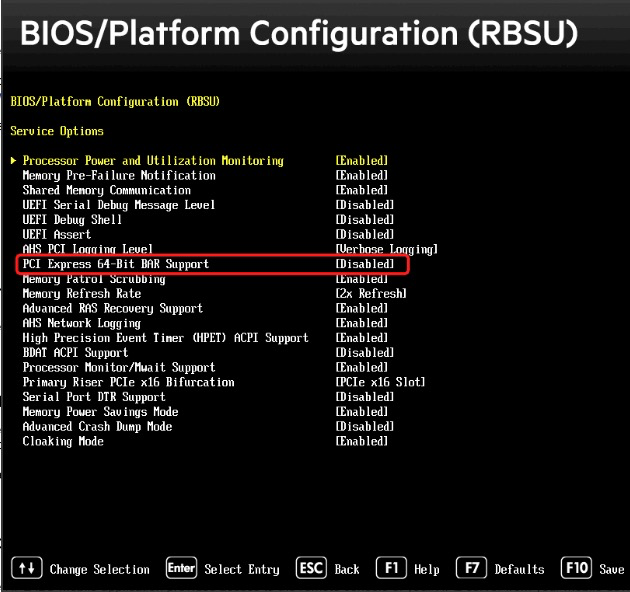 BIOS/Platform Configuration (RBSU)
BIOS/Platform Configuration (RBSU)
Service Options
Processor Power and Utilization Monitoring [Enabled]
Memory Pre-Failure Notification [Enabled]
Shared Memory Communication [Enabled]
UEFI Serial Debug Message Level [Disabled]
UEFI Debug Shell [Disabled]
UEFI Assert [Disabled]
AHS PCI Logging Level [Verbose Logging]
PCI Express 64-Bit BAR Support [Disabled]
Memory Patrol Scrubbing [Enabled]
Memory Refresh Rate [2x Refresh]
Advanced RAS Recovery Support [Enabled]
AHS Network Logging [Enabled]
High Precision Event Timer (HPET) ACPI Support [Enabled]
BDAT ACPI Support [Disabled]
Processor Monitor/Mwait Support [Enabled]
Primary Riser PCIe x16 Bifurcation [PCIe x16 Slot]
Serial Port DTR Support [Disabled]
Memory Power Savings Mode [Enabled]
Advanced Crash Dump Mode [Disabled]
Cloaking Mode [Enabled]
↑↓ Change Selection Enter Select Entry ESC Back F1 Help F7 Defaults F10 Save